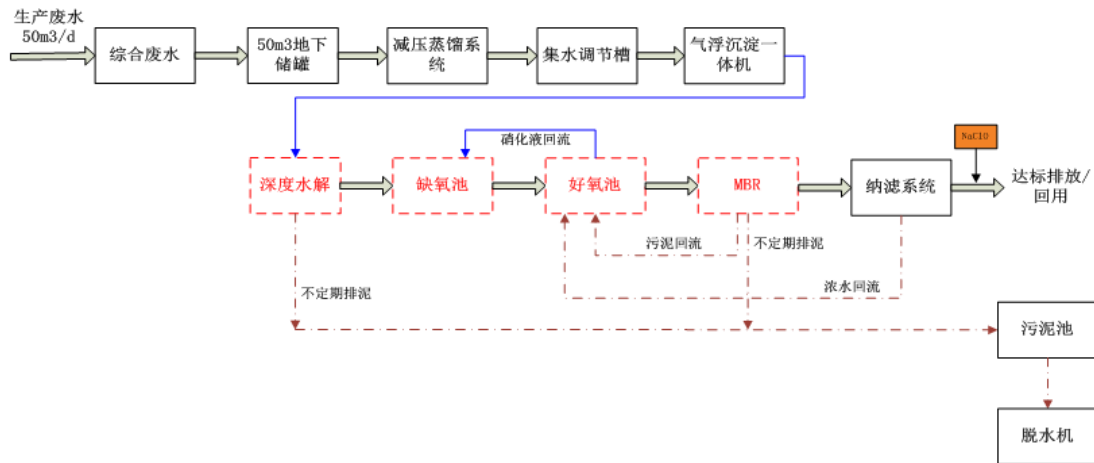 生产废水
50m3/d
综合废水
50m3地下
储罐
减压蒸馏系
统
集水调节槽
气浮沉淀一
体机
硝化液回流
NaClO
深度水解
缺氧池
好氧池
MBR
纳滤系统
达标排放/
回用
污泥回流
不定期排泥
浓水回流
不定期排泥
污泥池
脱水机